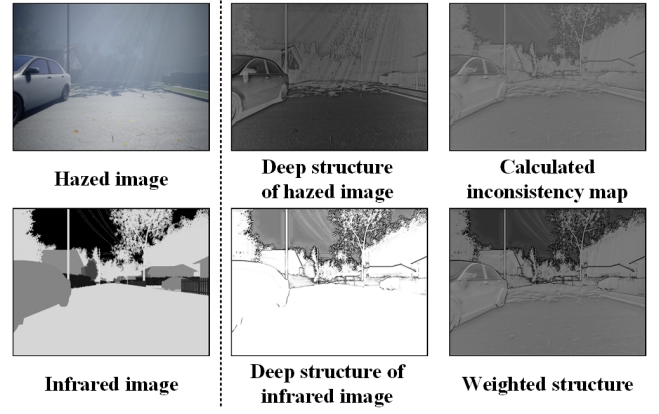 Hazed image
Deep structure
of hazed image
Calculated
inconsistency map
Infrared image
Deep structure of
infrared image
Weighted structure